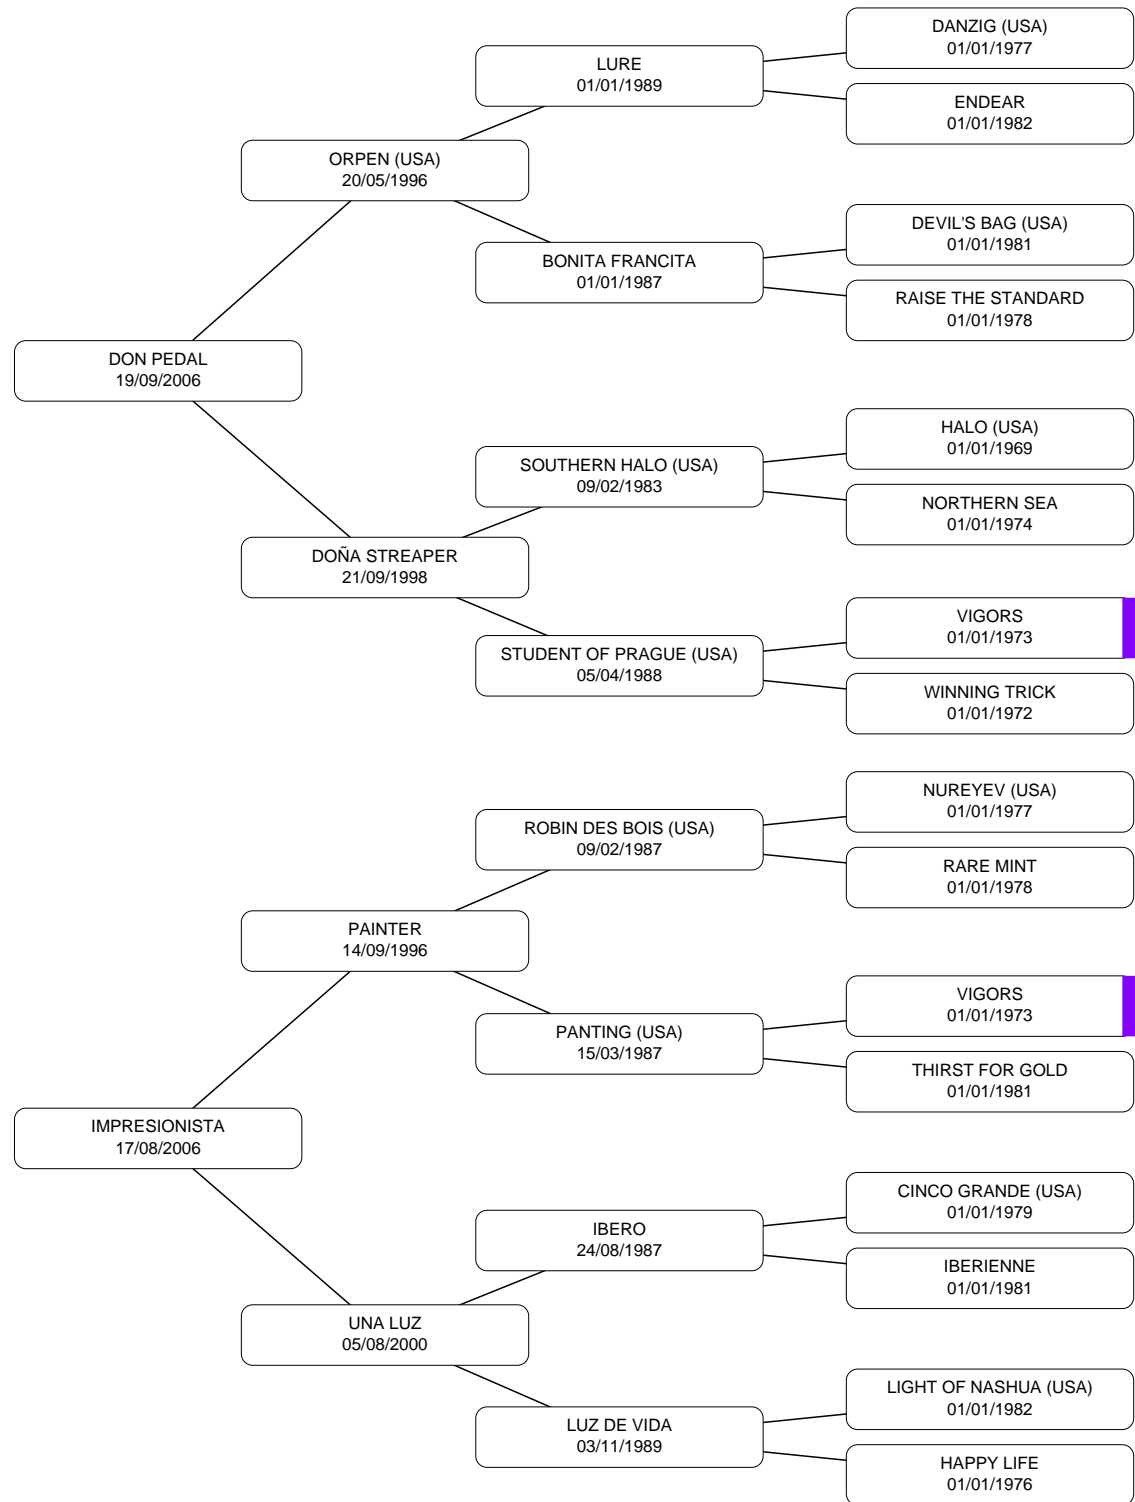 DANZIG (USA)
01/01/1977
LURE
01/01/1989
ENDEAR
01/01/1982
ORPEN (USA)
20/05/1996
DEVIL'S BAG (USA)
01/01/1981
BONITA FRANCITA
01/01/1987
RAISE THE STANDARD
01/01/1978
DON PEDAL
19/09/2006
HALO (USA)
01/01/1969
SOUTHERN HALO (USA)
09/02/1983
NORTHERN SEA
01/01/1974
DOÑA STREAPER
21/09/1998
VIGORS
01/01/1973
STUDENT OF PRAGUE (USA)
05/04/1988
WINNING TRICK
01/01/1972
NUREYEV (USA)
01/01/1977
ROBIN DES BOIS (USA)
09/02/1987
RARE MINT
01/01/1978
PAINTER
14/09/1996
VIGORS
01/01/1973
PANTING (USA)
15/03/1987
THIRST FOR GOLD
01/01/1981
IMPRESIONISTA
17/08/2006
CINCO GRANDE (USA)
01/01/1979
IBERO
24/08/1987
IBERIENNE
01/01/1981
UNA LUZ
05/08/2000
LIGHT OF NASHUA (USA)
01/01/1982
LUZ DE VIDA
03/11/1989
HAPPY LIFE
01/01/1976